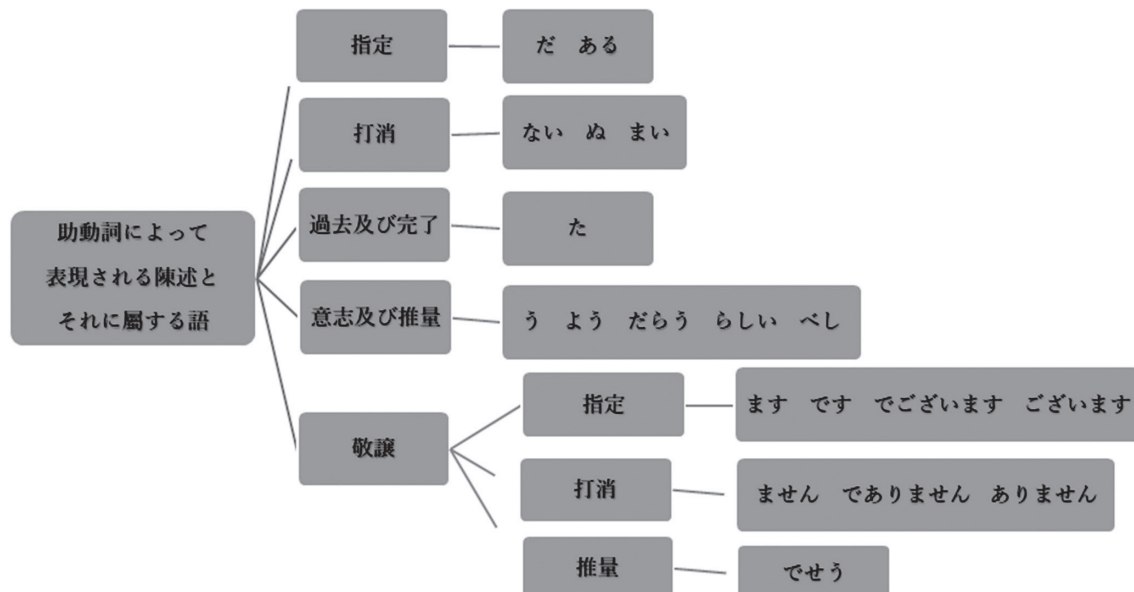 助動詞によって
表現される陳述と
それに屬する語
指定
だ ある
打消
ない ぬ まい
過去及び完了
た
意志及び推量
う よう だらう らしい べし
敬譲
指定
ます です でございます ございます
打消
ません でありません ありません
推量
でせう